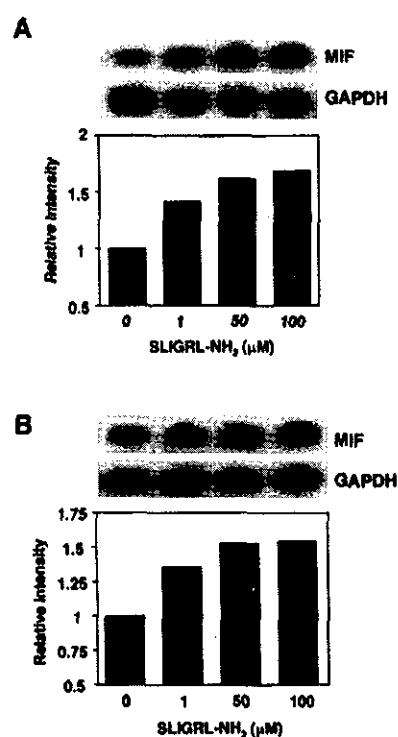 A
MIF
GAPDH
2
1.5
1
0.5
Relative Intensity
0 1 50 100
SLIGRL-NH₂ (μM)
B
MIF
GAPDH
1.75
1.5
1.25
1
0.75
0.5
Relative Intensity
0 1 50 100
SLIGRL-NH₂ (μM)